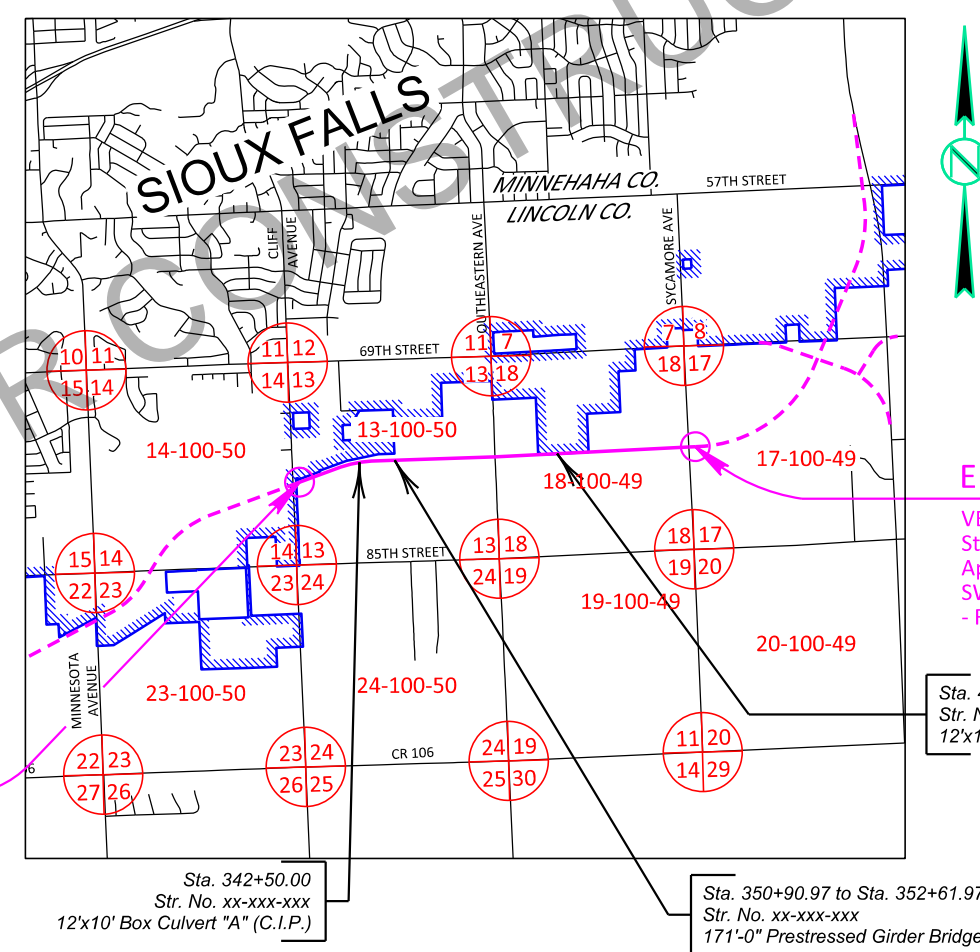 R CONSTRUC
SIOUX FALLS
MINNEHAHA CO.
LINCOLN CO.
57TH STREET
CLIFF
AVENUE
OUTHEASTERN AVE
SYCAMORE AVE
N
10 11
15 14
11 12
14 13
69TH STREET
11 7
13 18
7 8
18 17
14-100-50
13-100-50
18-100-49
17-100-49
E
VE
St
Ap
SW
- F
15 14
22 23
14 13
23 24
85TH STREET
13 18
24 19
18 17
19 20
19-100-49
20-100-49
MINNESOTA
AVENUE
23-100-50
24-100-50
Sta. 4
Str. N
12'x1
22 23
27 26
23 24
26 25
CR 106
24 19
25 30
11 20
14 29
6
Sta. 342+50.00
Str. No. xx-xxx-xxx
12'x10' Box Culvert "A" (C.I.P.)
Sta. 350+90.97 to Sta. 352+61.97
Str. No. xx-xxx-xxx
171'-0" Prestressed Girder Bridge